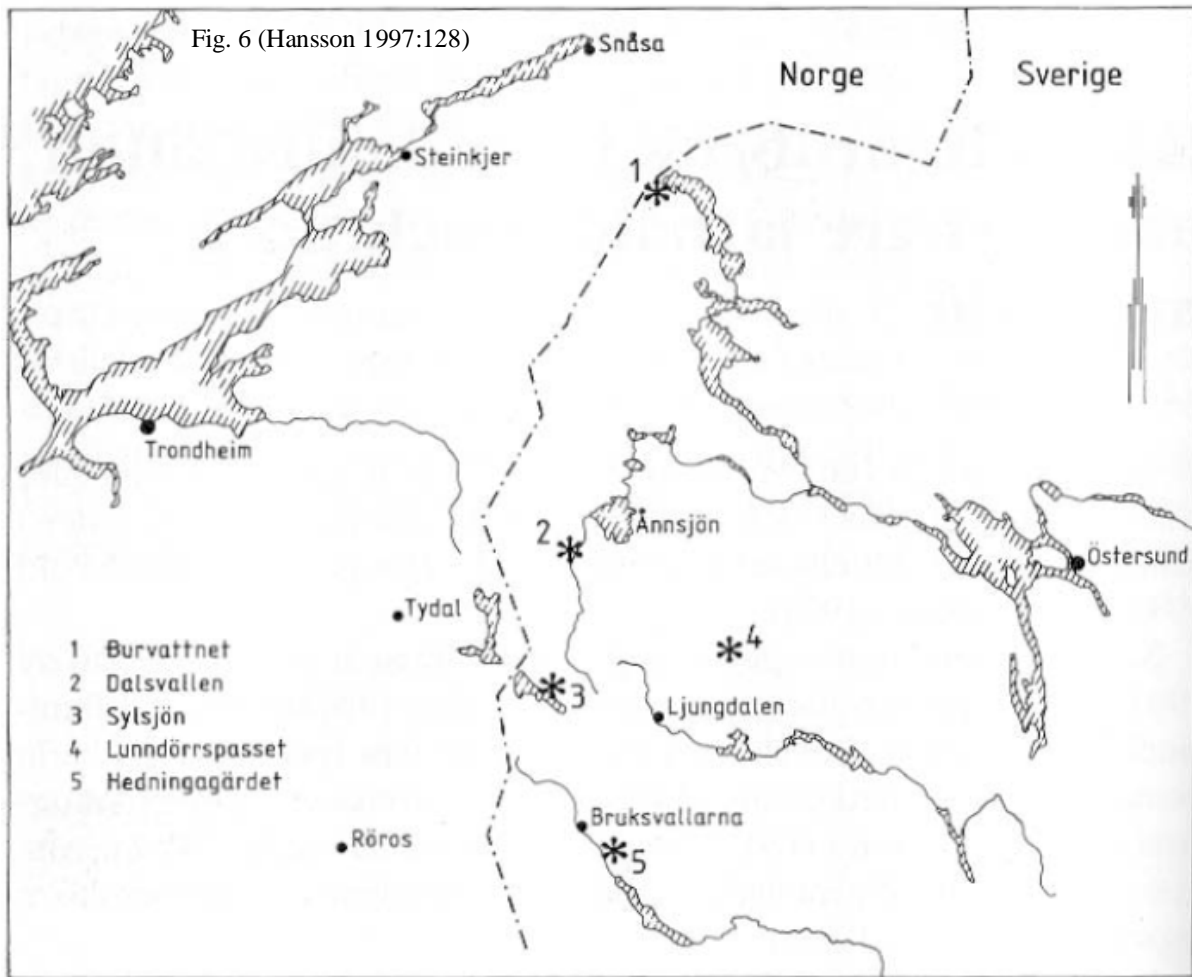 Fig. 6 (Hansson 1997:128)
Snåsa
Norge
Sverige
Steinkjer
1
Trondheim
Ånnsjön
2
Östersund
Tydal
4
1 Burvattnet
2 Dalsvallen
3 Sylsjön
4 Lunndörrspasset
5 Hedningagärdet
3
Ljungdalen
Bruksvallarna
Röros
5